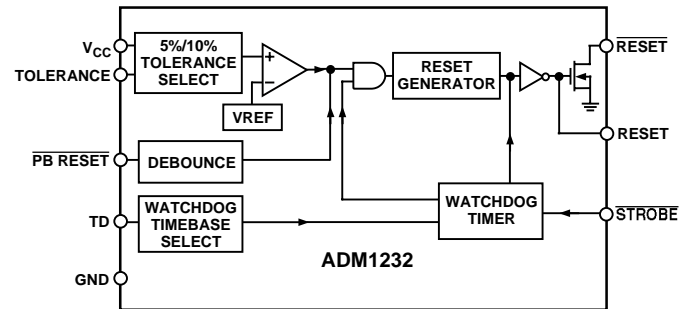 VCC
TOLERANCE
5%/10%
TOLERANCE
SELECT
+
−
VREF
RESET
GENERATOR
RESET
RESET
PB RESET
DEBOUNCE
TD
WATCHDOG
TIMEBASE
SELECT
WATCHDOG
TIMER
STROBE
GND
ADM1232